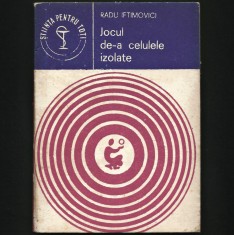 RADU IFTIMOVICI
ȘTIINȚA PENTRU TOȚI
Jocul
de-a celulele
izolate